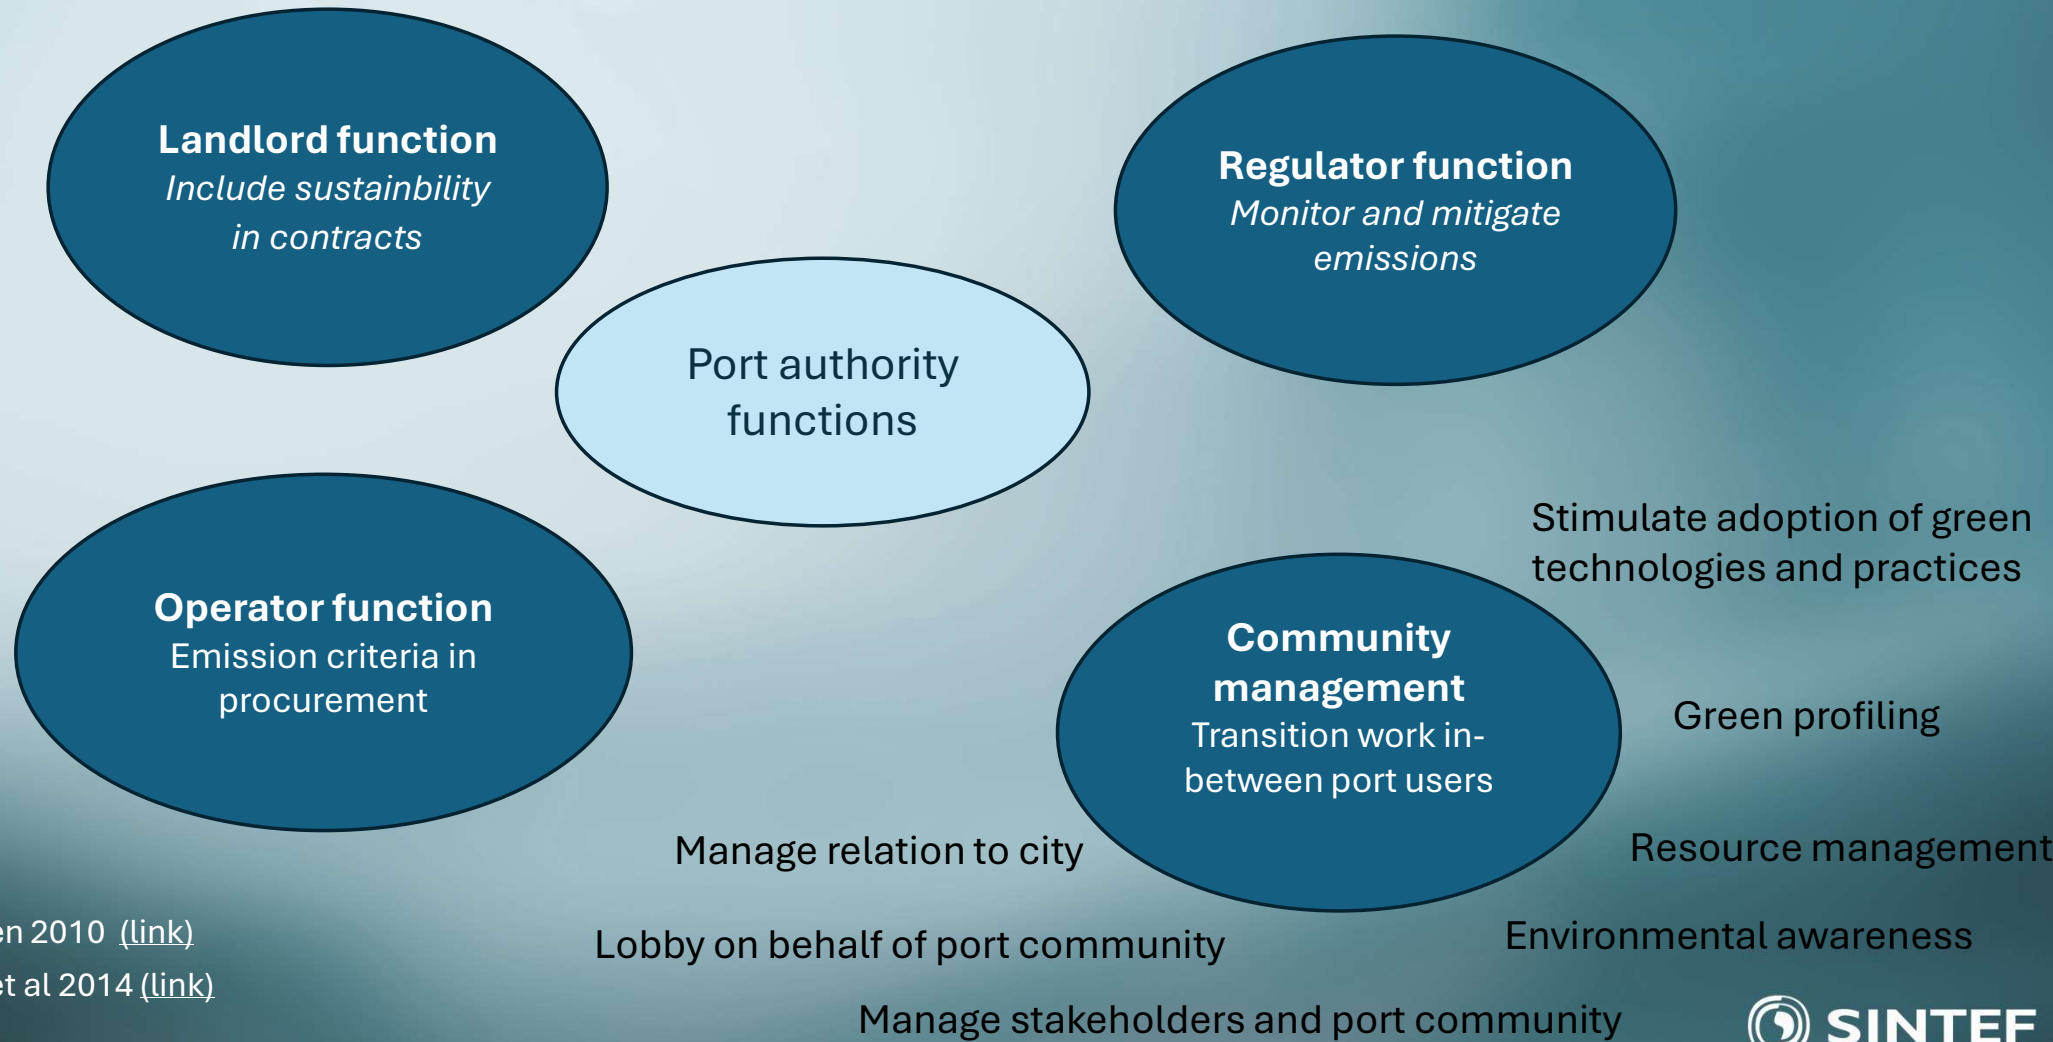 Landlord function
Include sustainbility
in contracts
Regulator function
Monitor and mitigate
emissions
Port authority
functions
Operator function
Emission criteria in
procurement
Community
management
Transition work in-
between port users
Stimulate adoption of green
technologies and practices
Green profiling
Resource management
Environmental awareness
Manage relation to city
Lobby on behalf of port community
Manage stakeholders and port community
en 2010 (link)
et al 2014 (link)
SINTEF